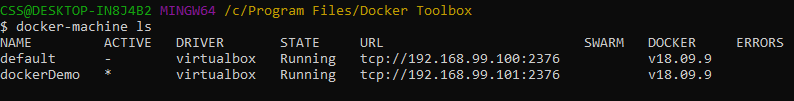 CSS@DESKTOP-IN8J4B2 MINGW64 /c/Program Files/Docker Toolbox
$ docker-machine ls
NAME ACTIVE DRIVER STATE URL SWARM DOCKER ERRORS
default - virtualbox Running tcp://192.168.99.100:2376 v18.09.9
dockerDemo * virtualbox Running tcp://192.168.99.101:2376 v18.09.9